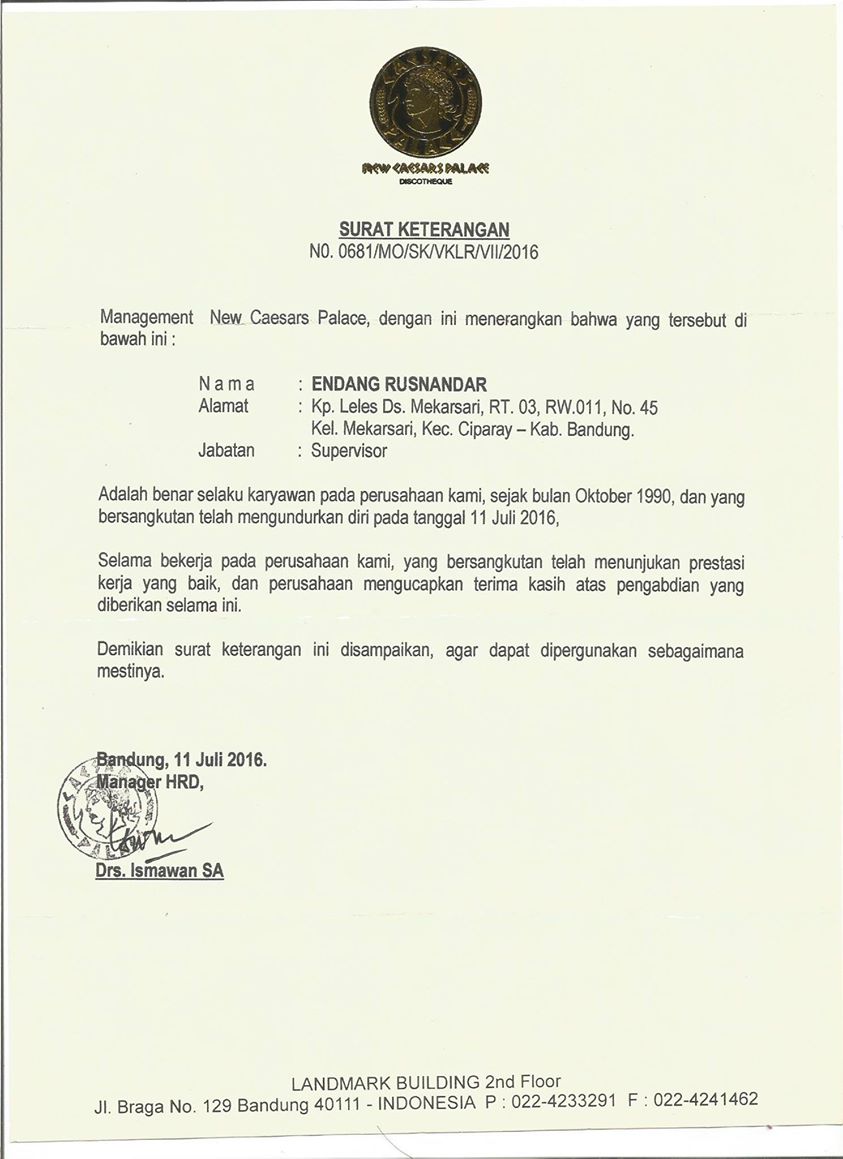 CAESARS
PALACE
NEW CAESARS PALACE
DISCOTHEQUE
SURAT KETERANGAN
N0. 0681/MO/SK/VKLR/VII/2016
Management New Caesars Palace, dengan ini menerangkan bahwa yang tersebut di
bawah ini :
N a m a : ENDANG RUSNANDAR
Alamat : Kp. Leles Ds. Mekarsari, RT. 03, RW.011, No. 45
Kel. Mekarsari, Kec. Ciparay – Kab. Bandung.
Jabatan : Supervisor
Adalah benar selaku karyawan pada perusahaan kami, sejak bulan Oktober 1990, dan yang
bersangkutan telah mengundurkan diri pada tanggal 11 Juli 2016,
Selama bekerja pada perusahaan kami, yang bersangkutan telah menunjukan prestasi
kerja yang baik, dan perusahaan mengucapkan terima kasih atas pengabdian yang
diberikan selama ini.
Demikian surat keterangan ini disampaikan, agar dapat dipergunakan sebagaimana
mestinya.
Bandung, 11 Juli 2016.
Manager HRD,
Drs. Ismawan SA
LANDMARK BUILDING 2nd Floor
Jl. Braga No. 129 Bandung 40111 - INDONESIA P : 022-4233291 F : 022-4241462